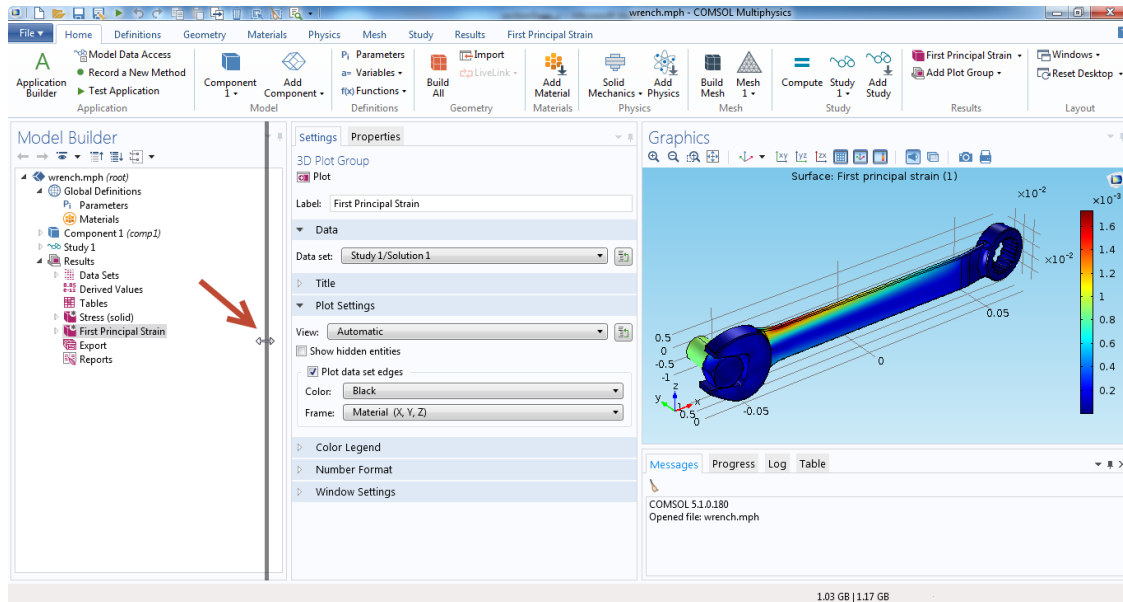 wrench.mph - COMSOL Multiphysics
File Home Definitions Geometry Materials Physics Mesh Study Results First Principal Strain
Application Builder
Model Data Access
Record a New Method
Test Application
Application
Component 1
Add Component
Model
Pi Parameters
a= Variables
f(x) Functions
Definitions
Build All
Import
LiveLink
Geometry
Add Material
Materials
Solid Mechanics
Add Physics
Physics
Build Mesh
Mesh 1
Mesh
Compute
Study 1
Add Study
Study
First Principal Strain
Add Plot Group
Results
Windows
Reset Desktop
Layout
Model Builder
wrench.mph (root)
Global Definitions
Pi Parameters
Materials
Component 1 (comp1)
Study 1
Results
Data Sets
Derived Values
Tables
Stress (solid)
First Principal Strain
Export
Reports
Settings Properties
3D Plot Group
Plot
Label: First Principal Strain
Data
Data set: Study 1/Solution 1
Title
Plot Settings
View: Automatic
Show hidden entities
Plot data set edges
Color: Black
Frame: Material (X, Y, Z)
Color Legend
Number Format
Window Settings
Graphics
xy yz zx
Surface: First principal strain (1)
×10⁻²
×10⁻³
1.6
1.4
×10⁻²
1.2
1
0.8
0.6
0.4
0.2
0.05
0
-0.05
0.5
0
-0.5
-1
z
y
x
1
0.5
0
Messages Progress Log Table
COMSOL 5.1.0.180
Opened file: wrench.mph
1.03 GB | 1.17 GB